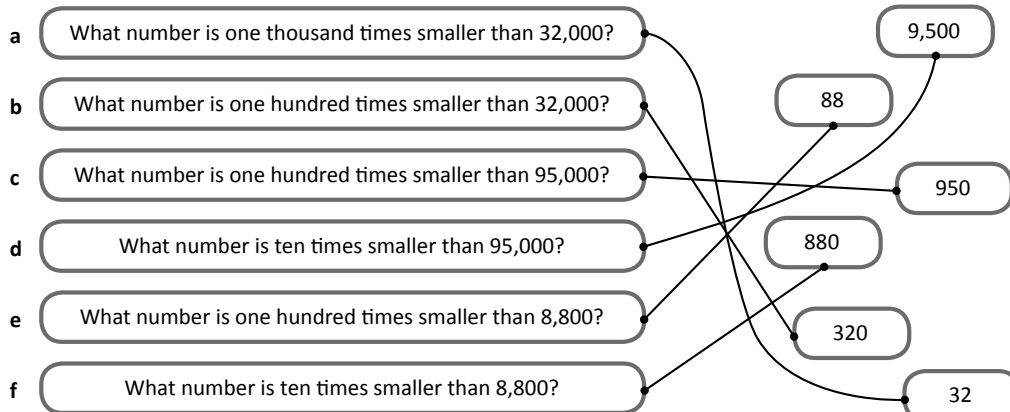 a What number is one thousand times smaller than 32,000?
9,500
b What number is one hundred times smaller than 32,000?
88
c What number is one hundred times smaller than 95,000?
950
d What number is ten times smaller than 95,000?
880
e What number is one hundred times smaller than 8,800?
320
f What number is ten times smaller than 8,800?
32